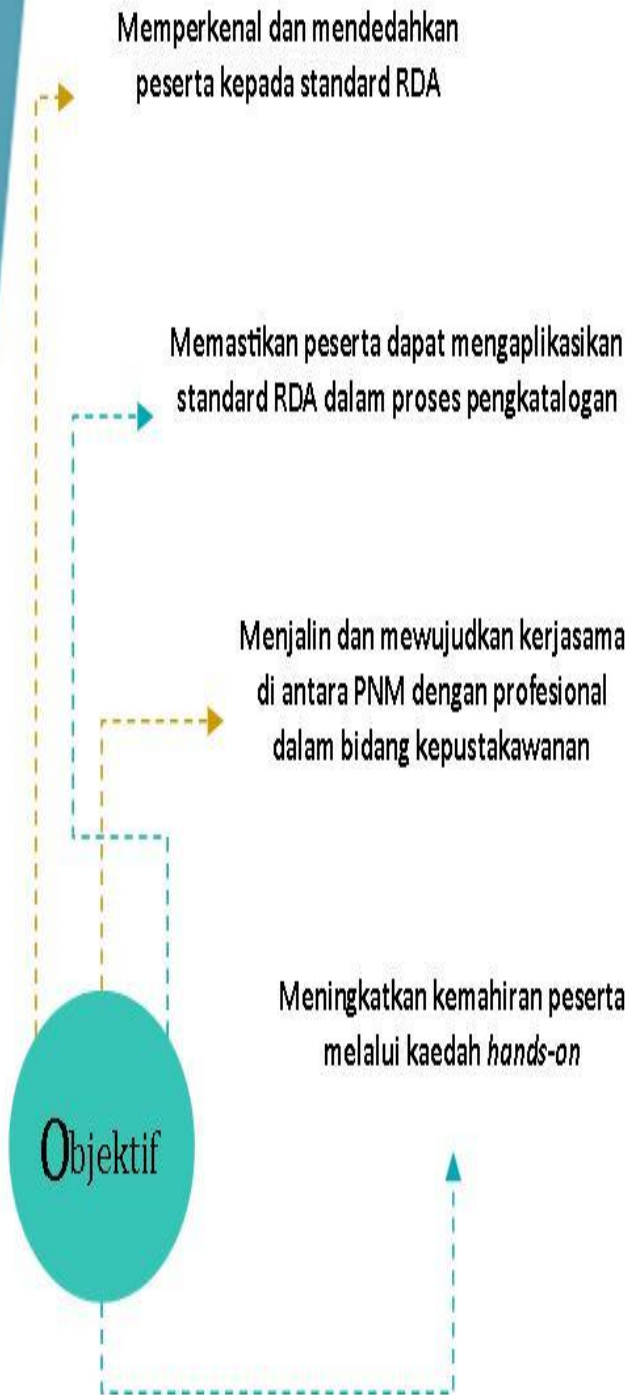 Memperkenal dan mendedahkan
peserta kepada standard RDA
Memastikan peserta dapat mengaplikasikan
standard RDA dalam proses pengkatalogan
Menjalin dan mewujudkan kerjasama
di antara PNM dengan profesional
dalam bidang kepustakawanan
Meningkatkan kemahiran peserta
melalui kaedah hands-on
Objektif